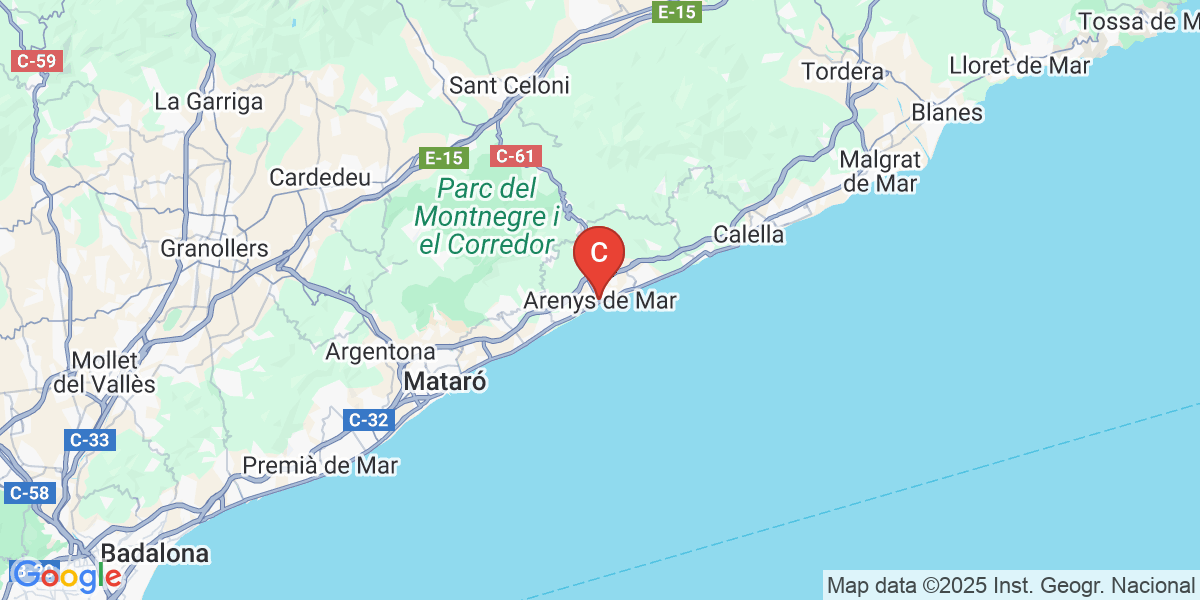 E-15
Tossa de M
C-59
Lloret de Mar
Tordera
Sant Celoni
La Garriga
Blanes
E-15
C-61
Malgrat
de Mar
Cardedeu
Parc del
Montnegre i
el Corredor
Calella
Granollers
C
Arenys de Mar
Argentona
Mollet
del Vallès
Mataró
C-32
C-33
Premià de Mar
C-58
Badalona
Google
Map data ©2025 Inst. Geogr. Nacional